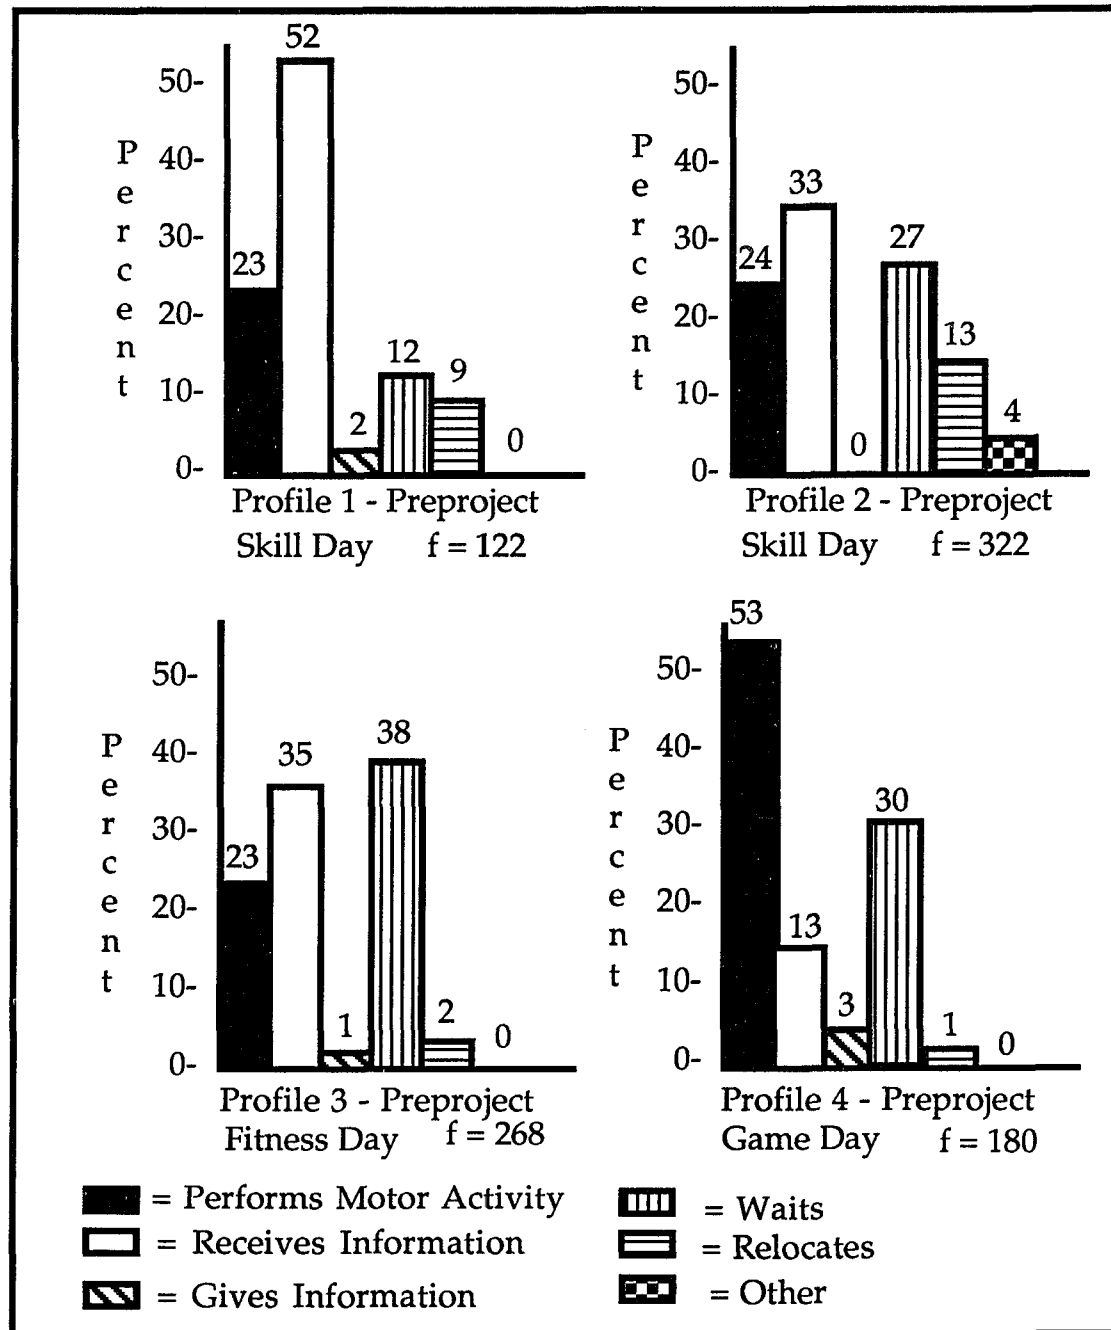 52
50-
40-
30-
20-
10-
0-
Percent
23
2
12
9
0
Profile 1 - Preproject
Skill Day f = 122
50-
40-
30-
20-
10-
0-
Percent
24
33
0
27
13
4
Profile 2 - Preproject
Skill Day f = 322
50-
40-
30-
20-
10-
0-
Percent
23
35
1
38
2
0
Profile 3 - Preproject
Fitness Day f = 268
53
50-
40-
30-
20-
10-
0-
Percent
13
3
30
1
0
Profile 4 - Preproject
Game Day f = 180
= Performs Motor Activity
= Receives Information
= Gives Information
= Waits
= Relocates
= Other